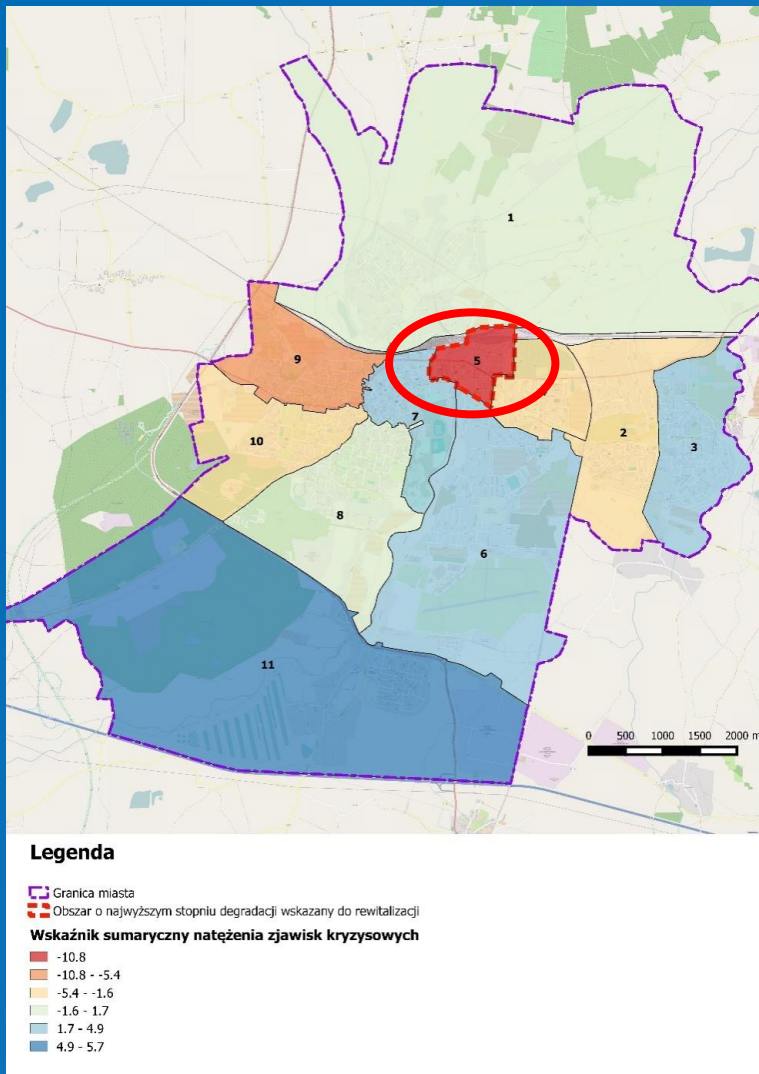 1
5
9
7
2
3
10
8
6
11
0 500 1000 1500 2000 m
Legenda
Granica miasta
Obszar o najwyższym stopniu degradacji wskazany do rewitalizacji
Wskaźnik sumaryczny natężenia zjawisk kryzysowych
-10.8
-10.8 - -5.4
-5.4 - -1.6
-1.6 - 1.7
1.7 - 4.9
4.9 - 5.7